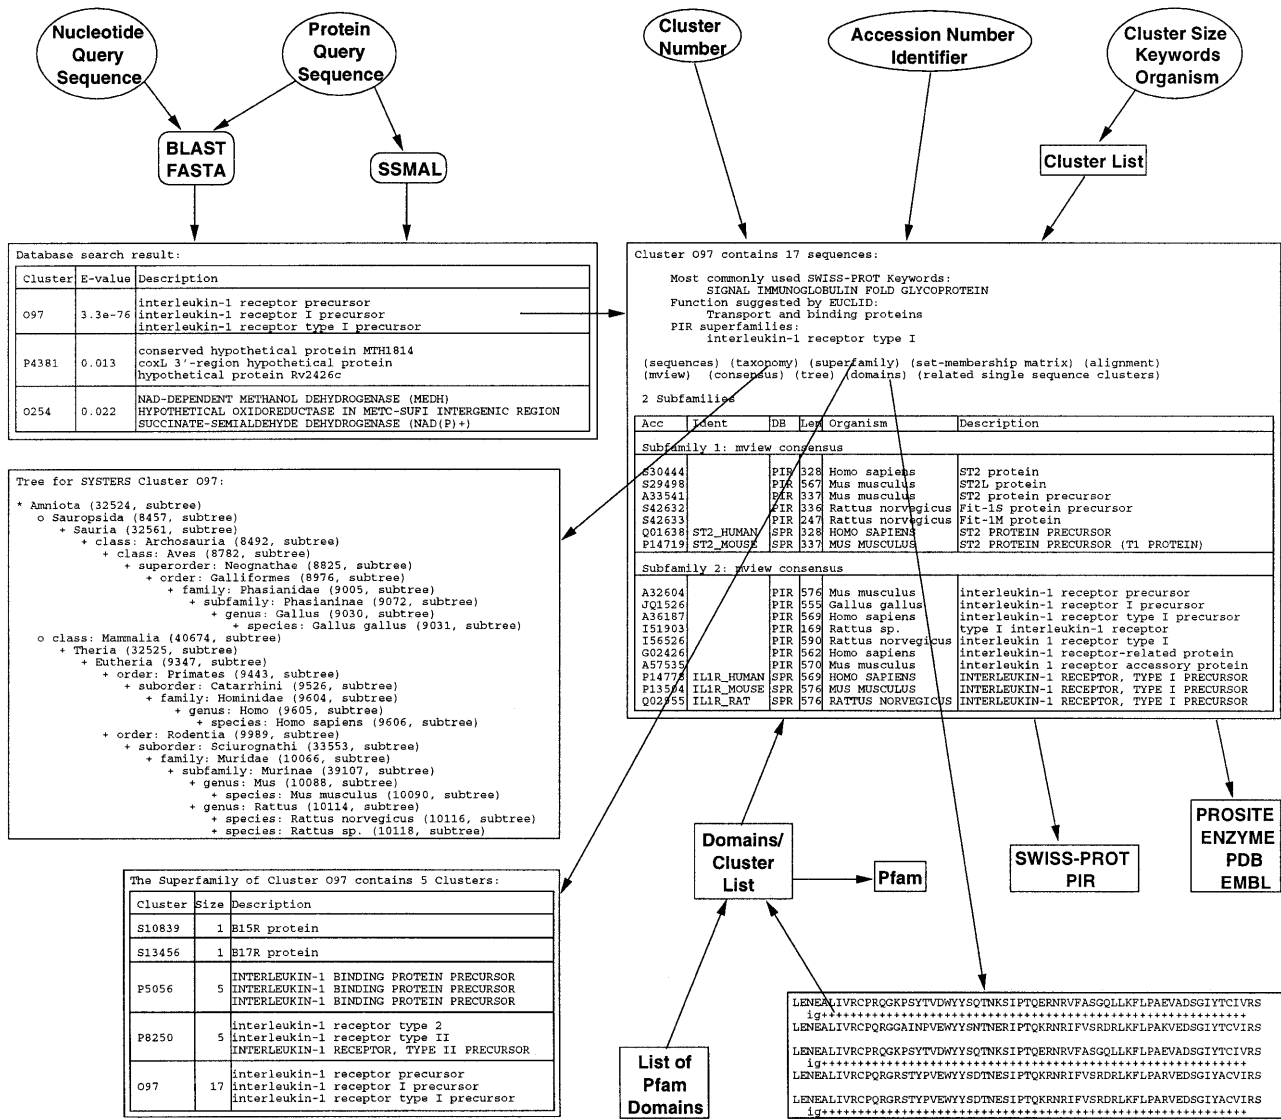 Nucleotide
Query
Sequence
Protein
Query
Sequence
Cluster
Number
Accession Number
Identifier
Cluster Size
Keywords
Organism
BLAST
FASTA
SSMAL
Cluster List
Database search result:
Cluster E-value Description
O97 3.3e-76
interleukin-1 receptor precursor
interleukin-1 receptor I precursor
interleukin-1 receptor type I precursor
P4381 0.013
conserved hypothetical protein MTH1814
coxL 3'-region hypothetical protein
hypothetical protein Rv2426c
O254 0.022
NAD-DEPENDENT METHANOL DEHYDROGENASE (MEDH)
HYPOTHETICAL OXIDOREDUCTASE IN METC-SUFI INTERGENIC REGION
SUCCINATE-SEMIALDEHYDE DEHYDROGENASE (NAD(P)+)
Cluster O97 contains 17 sequences:
Most commonly used SWISS-PROT Keywords:
SIGNAL IMMUNOGLOBULIN FOLD GLYCOPROTEIN
Function suggested by EUCLID:
Transport and binding proteins
PIR superfamilies:
interleukin-1 receptor type I
(sequences) (taxonomy) (superfamily) (set-membership matrix) (alignment)
(mview) (consensus) (tree) (domains) (related single sequence clusters)
2 Subfamilies
Acc Ident DB Len Organism Description
Subfamily 1: mview consensus
S30444 PIR 328 Homo sapiens ST2 protein
S29498 PIR 567 Mus musculus ST2L protein
A33541 PIR 337 Mus musculus ST2 protein precursor
S42632 PIR 336 Rattus norvegicus Fit-1S protein precursor
S42633 PIR 247 Rattus norvegicus Fit-1M protein
Q01638 ST2_HUMAN SPR 328 HOMO SAPIENS ST2 PROTEIN PRECURSOR
P14719 ST2_MOUSE SPR 337 MUS MUSCULUS ST2 PROTEIN PRECURSOR (T1 PROTEIN)
Subfamily 2: mview consensus
A32604 PIR 576 Mus musculus interleukin-1 receptor precursor
JQ1526 PIR 555 Gallus gallus interleukin-1 receptor I precursor
A36187 PIR 569 Homo sapiens interleukin-1 receptor type I precursor
I51903 PIR 169 Rattus sp. type I interleukin-1 receptor
I56526 PIR 590 Rattus norvegicus interleukin 1 receptor type I
G02426 PIR 562 Homo sapiens interleukin 1 receptor-related protein
A57535 PIR 570 Mus musculus interleukin 1 receptor accessory protein
P14778 IL1R_HUMAN SPR 569 HOMO SAPIENS INTERLEUKIN-1 RECEPTOR, TYPE I PRECURSOR
P13504 IL1R_MOUSE SPR 576 MUS MUSCULUS INTERLEUKIN-1 RECEPTOR, TYPE I PRECURSOR
Q02955 IL1R_RAT SPR 576 RATTUS NORVEGICUS INTERLEUKIN-1 RECEPTOR, TYPE I PRECURSOR
Tree for SYSTERS Cluster O97:
* Amniota (32524, subtree)
o Sauropsida (8457, subtree)
+ Sauria (32561, subtree)
+ class: Archosauria (8492, subtree)
+ class: Aves (8782, subtree)
+ superorder: Neognathae (8825, subtree)
+ order: Galliformes (8976, subtree)
+ family: Phasianidae (9005, subtree)
+ subfamily: Phasianinae (9072, subtree)
+ genus: Gallus (9030, subtree)
+ species: Gallus gallus (9031, subtree)
o class: Mammalia (40674, subtree)
+ Theria (32525, subtree)
+ Eutheria (9347, subtree)
+ order: Primates (9443, subtree)
+ suborder: Catarrhini (9526, subtree)
+ family: Hominidae (9604, subtree)
+ genus: Homo (9605, subtree)
+ species: Homo sapiens (9606, subtree)
+ order: Rodentia (9989, subtree)
+ suborder: Sciurognathi (33553, subtree)
+ family: Muridae (10066, subtree)
+ subfamily: Murinae (39107, subtree)
+ genus: Mus (10088, subtree)
+ species: Mus musculus (10090, subtree)
+ genus: Rattus (10114, subtree)
+ species: Rattus norvegicus (10116, subtree)
+ species: Rattus sp. (10118, subtree)
The Superfamily of Cluster O97 contains 5 Clusters:
Cluster Size Description
S10839 1 B15R protein
S13456 1 B17R protein
P5056 5
INTERLEUKIN-1 BINDING PROTEIN PRECURSOR
INTERLEUKIN-1 BINDING PROTEIN PRECURSOR
INTERLEUKIN-1 BINDING PROTEIN PRECURSOR
P8250 5
interleukin-1 receptor type 2
interleukin-1 receptor type II
INTERLEUKIN-1 RECEPTOR, TYPE II PRECURSOR
O97 17
interleukin-1 receptor precursor
interleukin-1 receptor I precursor
interleukin-1 receptor type I precursor
Domains/
Cluster
List
Pfam
SWISS-PROT
PIR
PROSITE
ENZYME
PDB
EMBL
List of
Pfam
Domains
LENEALIVRCPRQGKPSYTVDWYYSQTNKSIPTQERNRVFASGQLLKFLPAEVADSGIYTCIVRS
ig++++++++++++++++++++++++++++++++++++++++++++++++++++++++++++
LENEALIVRCPQRGGAINPVEWYYSNTNERIPTQKRNRIFVSRDRLKFLPAKVEDSGIYTCVIRS
LENEALIVRCPRQGKPSYTVDWYYSQTNKSIPTQERNRVFASGQLLKFLPAEVADSGIYTCIVRS
ig++++++++++++++++++++++++++++++++++++++++++++++++++++++++++++
LENEALIVRCPQRGRSTYPVEWYYSDTNESIPTQKRNRIFVSRDRLKFLPARVEDSGIYACVIRS
ig++++++++++++++++++++++++++++++++++++++++++++++++++++++++++++